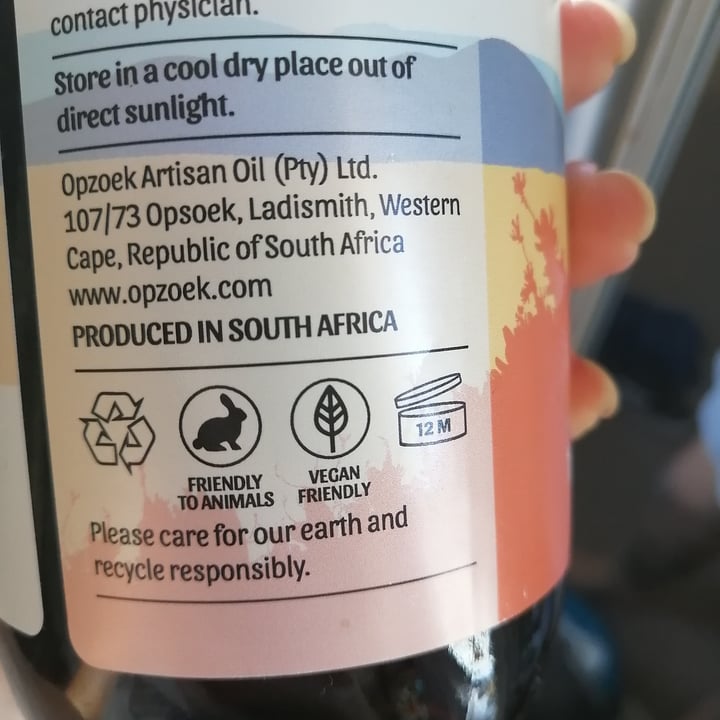 contact physician.
Store in a cool dry place out of
direct sunlight.
Opzoek Artisan Oil (Pty) Ltd.
107/73 Opsoek, Ladismith, Western
Cape, Republic of South Africa
www.opzoek.com
PRODUCED IN SOUTH AFRICA
12 M
FRIENDLY
TO ANIMALS
VEGAN
FRIENDLY
Please care for our earth and
recycle responsibly.